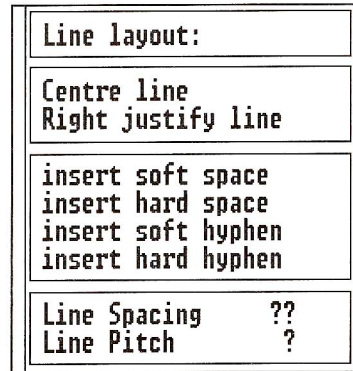 Line layout:
Centre line
Right justify line
insert soft space
insert hard space
insert soft hyphen
insert hard hyphen
Line Spacing ??
Line Pitch ?